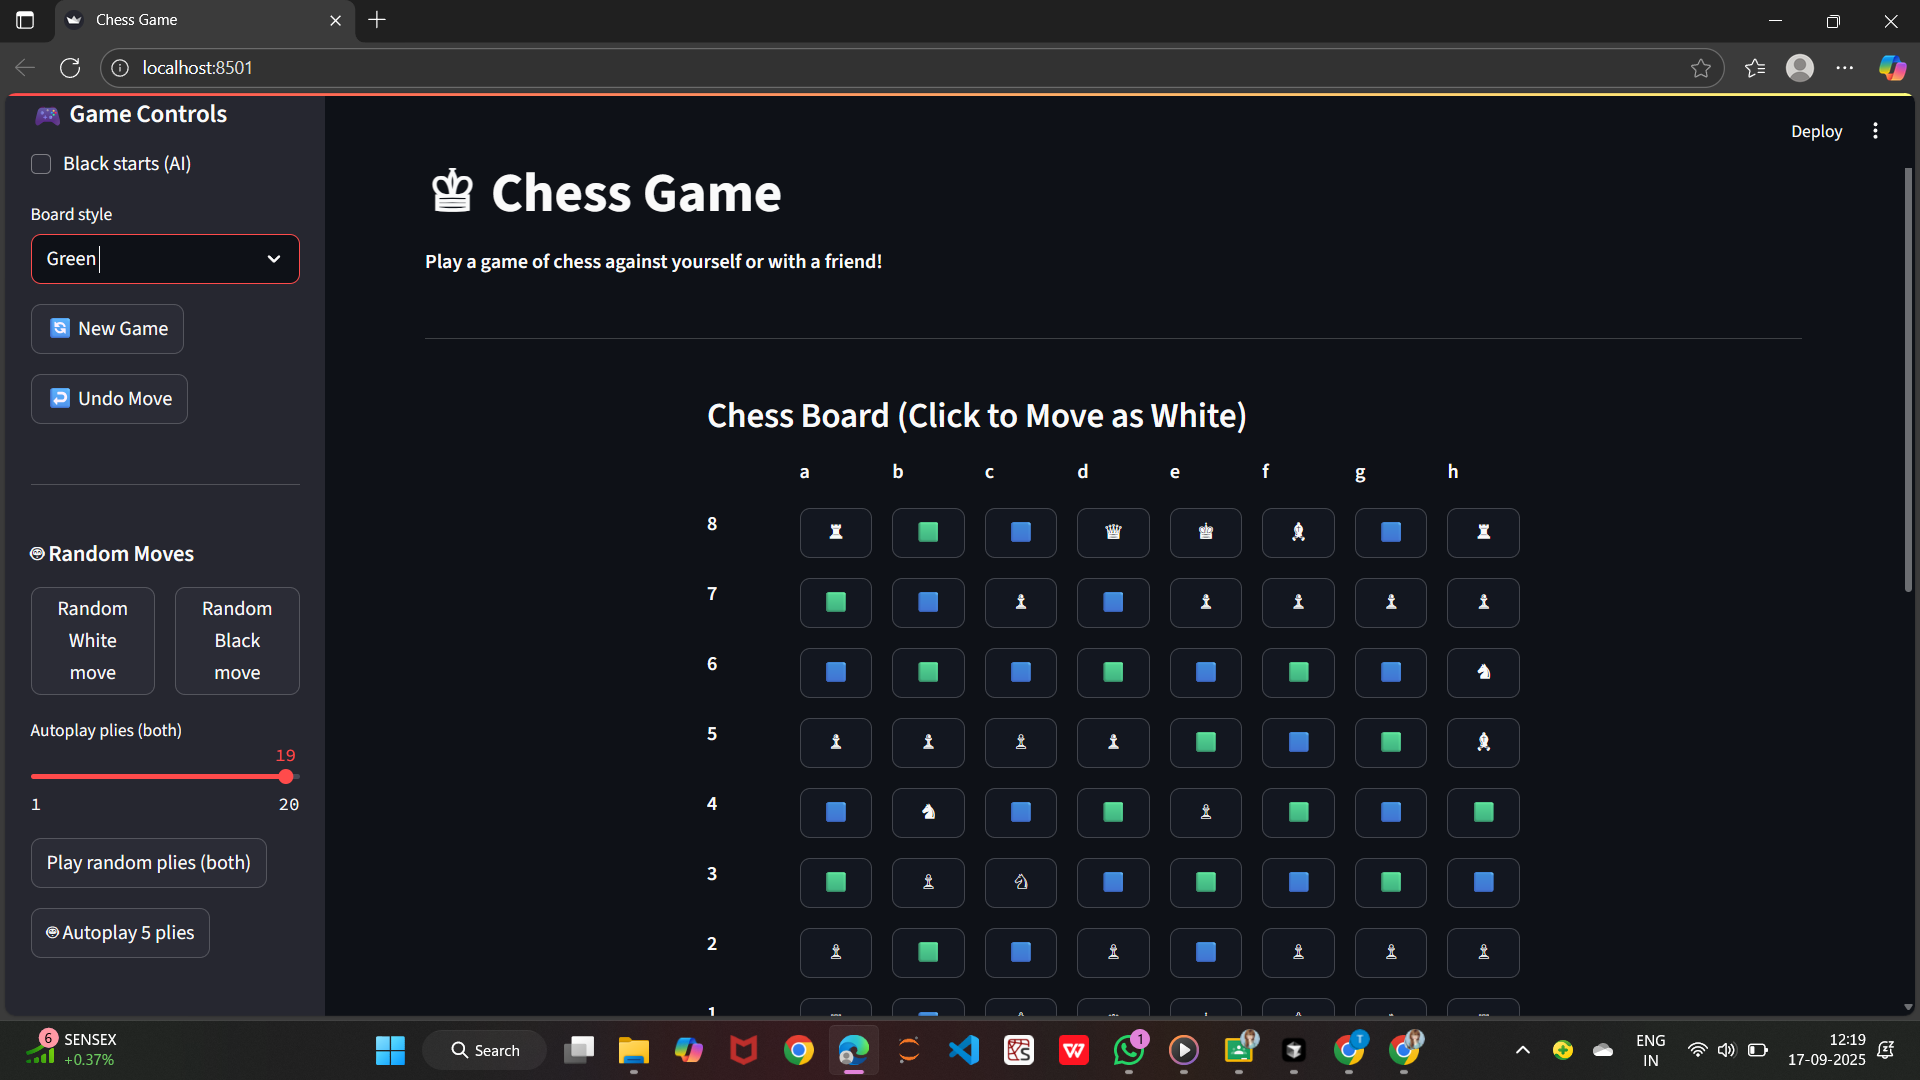 Chess Game
localhost:8501
Game Controls
Black starts (AI)
Board style
Green
New Game
Undo Move
Random Moves
Random White move
Random Black move
Autoplay plies (both)
19
1
20
Play random plies (both)
Autoplay 5 plies
Deploy
Chess Game
Play a game of chess against yourself or with a friend!
Chess Board (Click to Move as White)
a b c d e f g h
8
7
6
5
4
3
2
1
6
SENSEX
+0.37%
Search
1
T
ENG
IN
12:19
17-09-2025